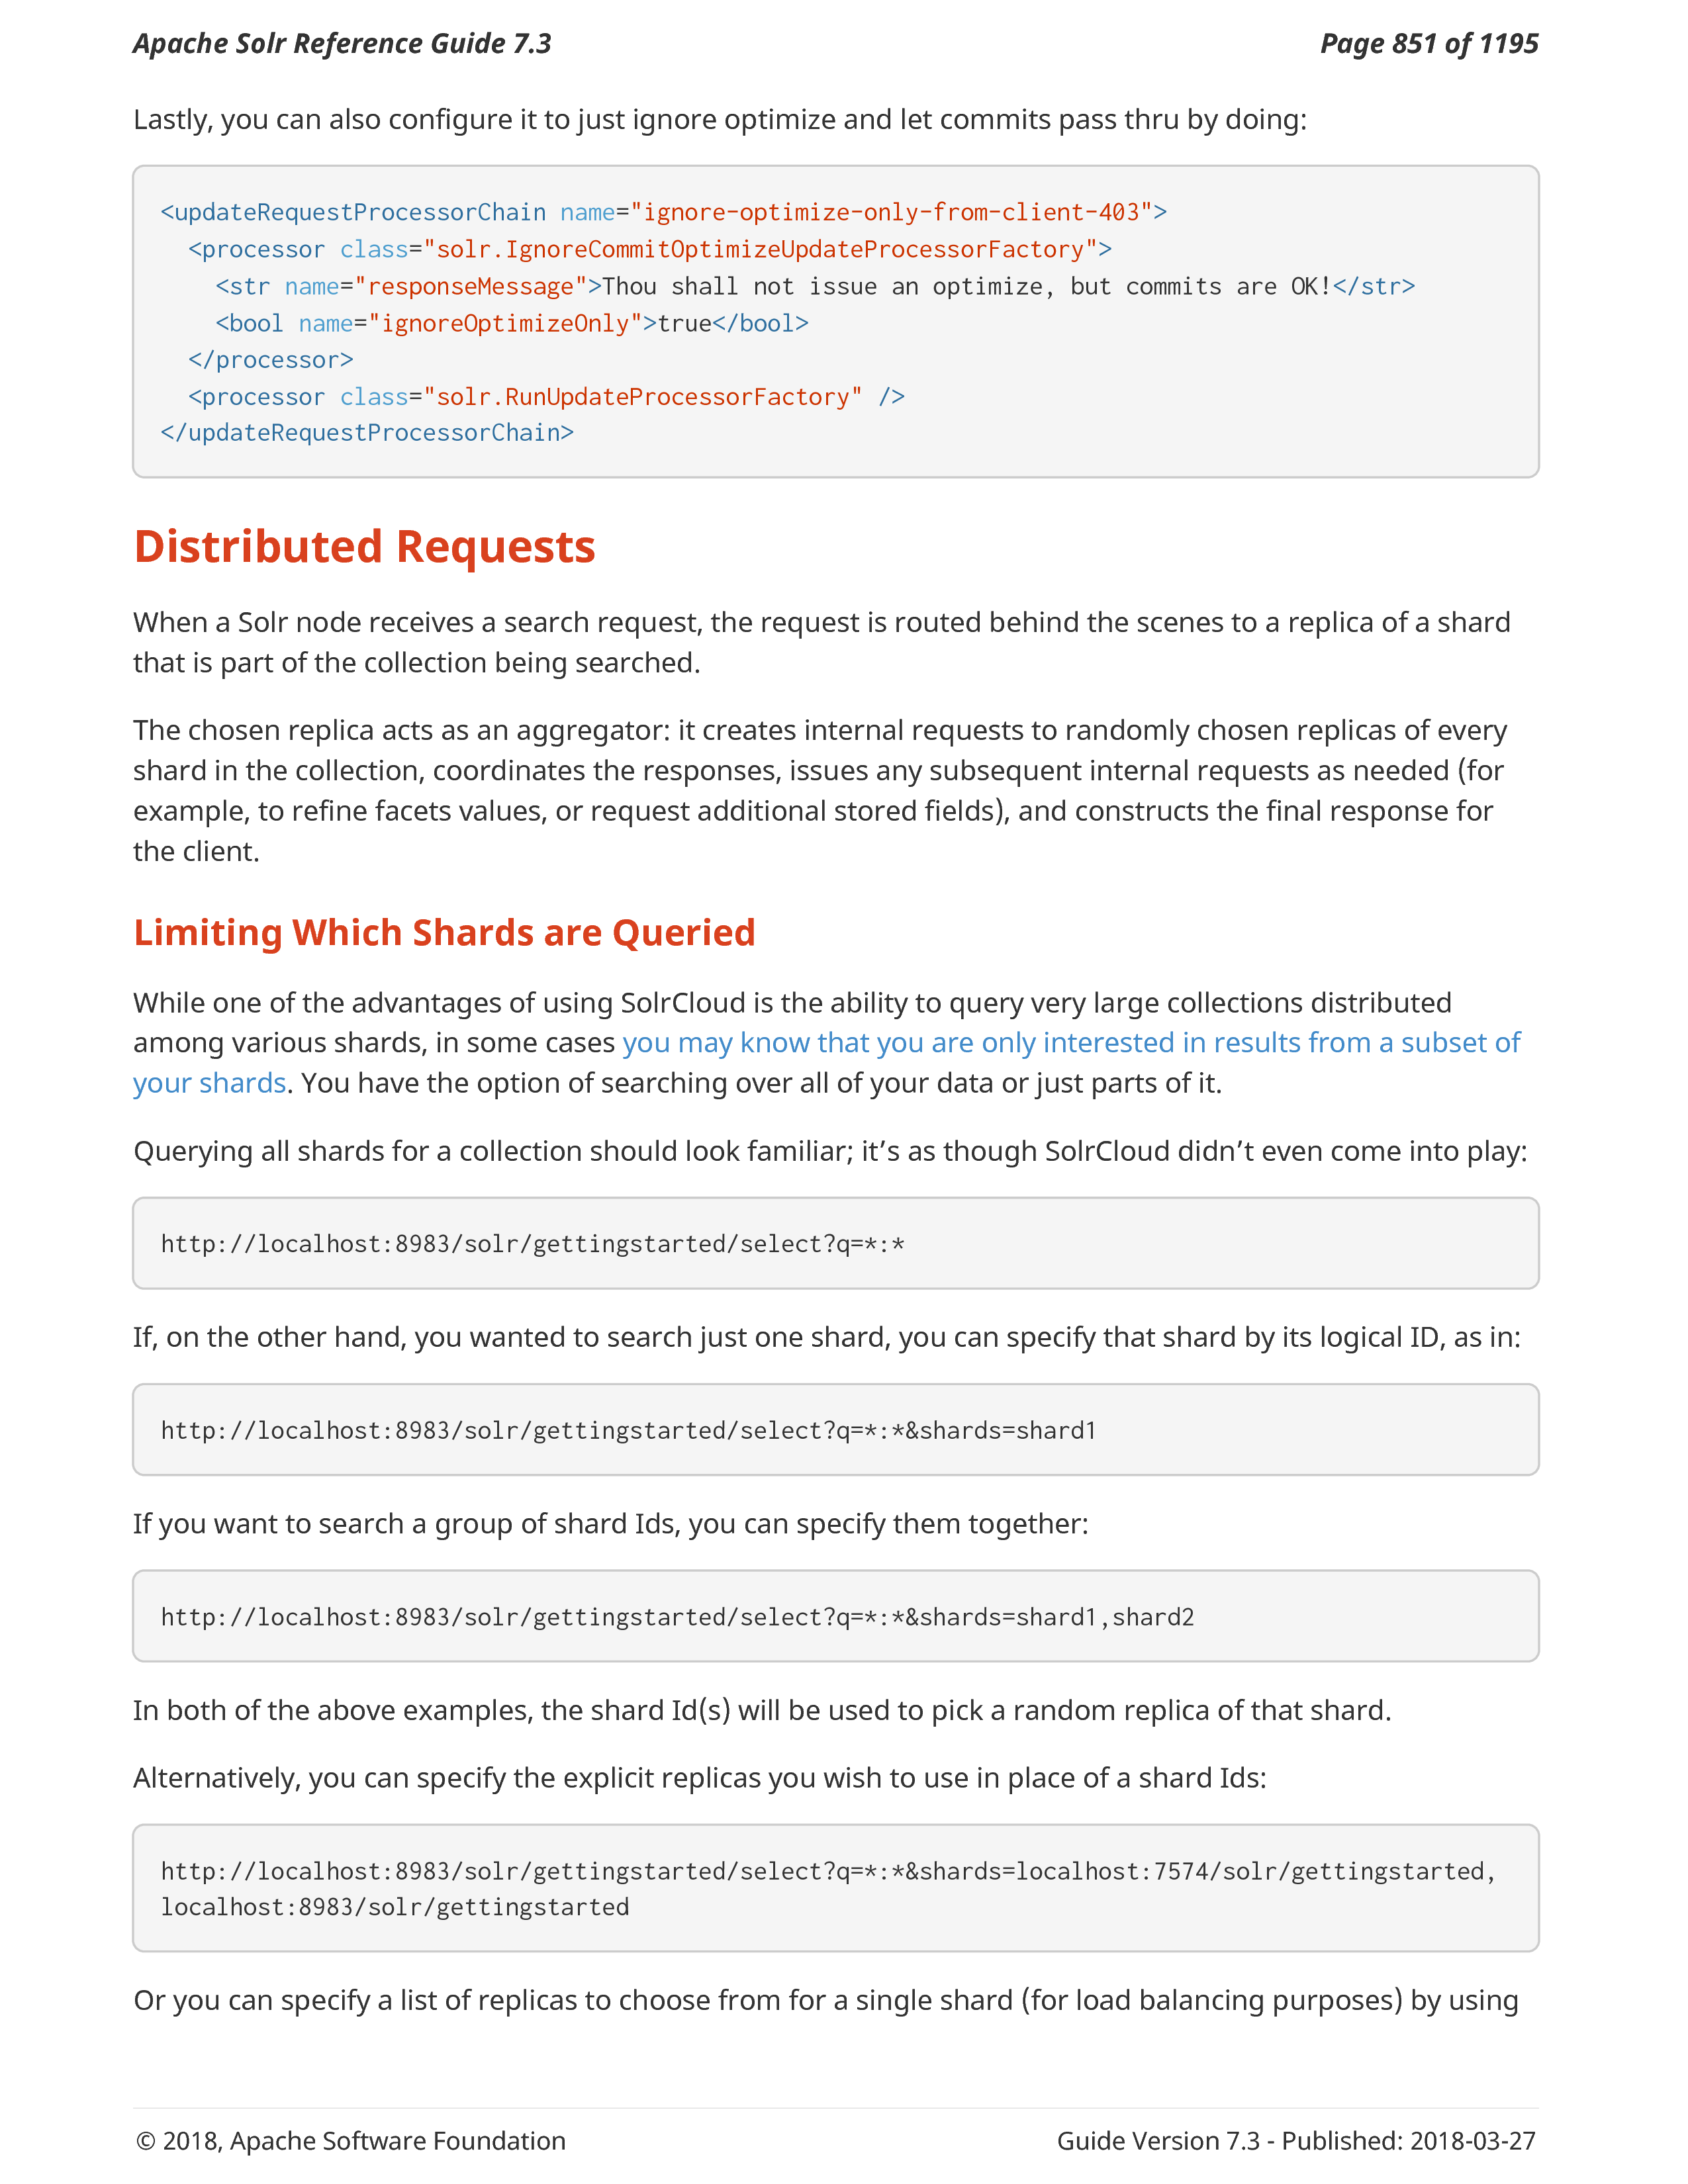 Apache Solr Reference Guide 7.3
Page 851 of 1195
Lastly, you can also configure it to just ignore optimize and let commits pass thru by doing:
<updateRequestProcessorChain name="ignore-optimize-only-from-client-403">
  <processor class="solr.IgnoreCommitOptimizeUpdateProcessorFactory">
    <str name="responseMessage">Thou shall not issue an optimize, but commits are OK!</str>
    <bool name="ignoreOptimizeOnly">true</bool>
  </processor>
  <processor class="solr.RunUpdateProcessorFactory" />
</updateRequestProcessorChain>
Distributed Requests
When a Solr node receives a search request, the request is routed behind the scenes to a replica of a shard
that is part of the collection being searched.
The chosen replica acts as an aggregator: it creates internal requests to randomly chosen replicas of every
shard in the collection, coordinates the responses, issues any subsequent internal requests as needed (for
example, to refine facets values, or request additional stored fields), and constructs the final response for
the client.
Limiting Which Shards are Queried
While one of the advantages of using SolrCloud is the ability to query very large collections distributed
among various shards, in some cases you may know that you are only interested in results from a subset of
your shards. You have the option of searching over all of your data or just parts of it.
Querying all shards for a collection should look familiar; it’s as though SolrCloud didn’t even come into play:
http://localhost:8983/solr/gettingstarted/select?q=*:*
If, on the other hand, you wanted to search just one shard, you can specify that shard by its logical ID, as in:
http://localhost:8983/solr/gettingstarted/select?q=*:*&shards=shard1
If you want to search a group of shard Ids, you can specify them together:
http://localhost:8983/solr/gettingstarted/select?q=*:*&shards=shard1,shard2
In both of the above examples, the shard Id(s) will be used to pick a random replica of that shard.
Alternatively, you can specify the explicit replicas you wish to use in place of a shard Ids:
http://localhost:8983/solr/gettingstarted/select?q=*:*&shards=localhost:7574/solr/gettingstarted,
localhost:8983/solr/gettingstarted
Or you can specify a list of replicas to choose from for a single shard (for load balancing purposes) by using
© 2018, Apache Software Foundation
Guide Version 7.3 - Published: 2018-03-27